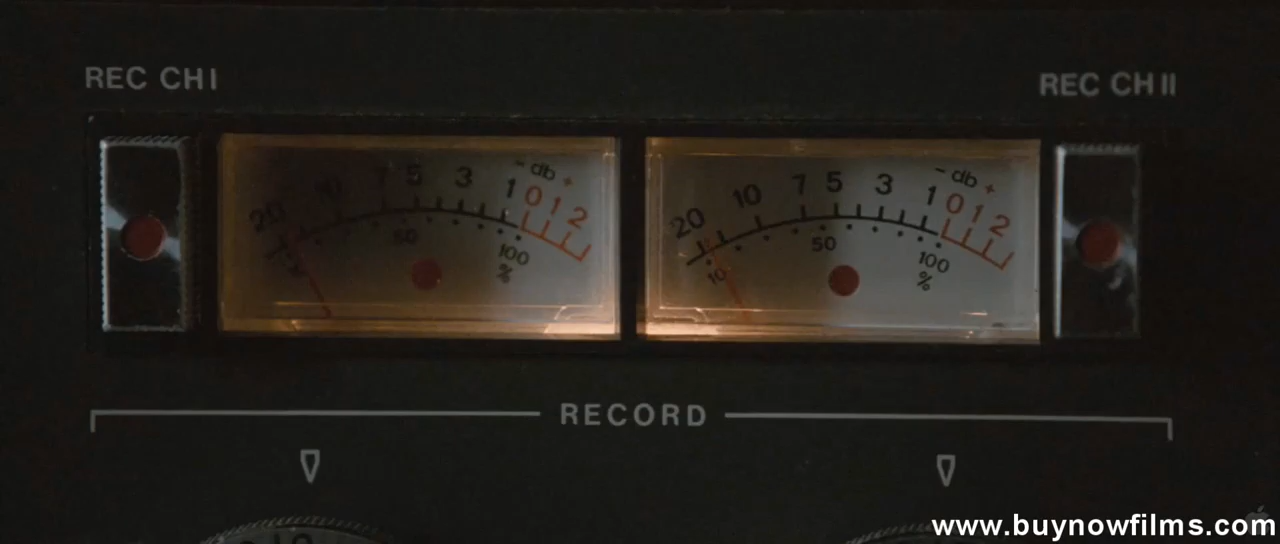 REC CH I
REC CH II
- db +
20 10 7 5 3 1 0 1 2
50 100
%
- db +
20 10 7 5 3 1 0 1 2
10 50 100
%
RECORD
www.buynowfilms.com